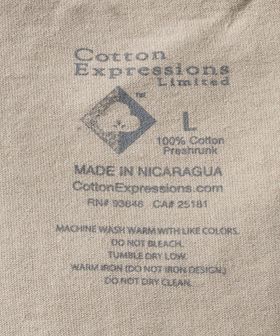 Cotton
Expressions
Limited
TM
L
100% Cotton
Preshrunk
MADE IN NICARAGUA
CottonExpressions.com
RN# 93846 CA# 25181
MACHINE WASH WARM WITH LIKE COLORS.
DO NOT BLEACH.
TUMBLE DRY LOW.
WARM IRON (DO NOT IRON DESIGN.)
DO NOT DRY CLEAN.